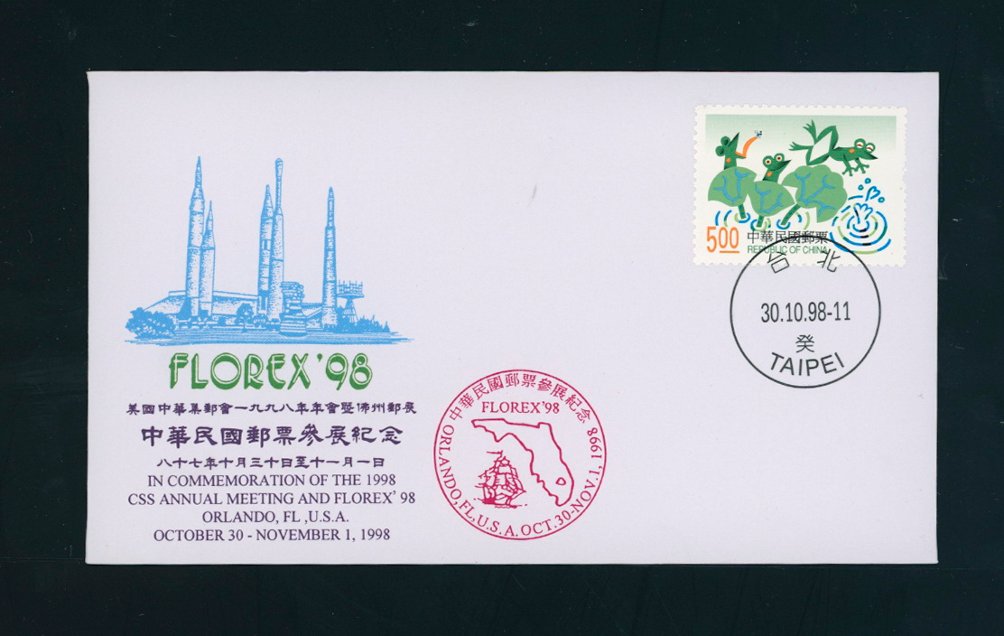 5.00 中華民國郵票
REPUBLIC OF CHINA
台北
30.10.98-11
癸
TAIPEI
FLOREX '98
美國中華集郵會一九九八年年會暨佛州郵展
中華民國郵票參展紀念
八十七年十月三十日至十一月一日
IN COMMEMORATION OF THE 1998
CSS ANNUAL MEETING AND FLOREX' 98
ORLANDO, FL ,U.S.A.
OCTOBER 30 - NOVEMBER 1, 1998
中華民國郵票參展紀念
FLOREX'98
ORLANDO,FL,U.S.A.OCT.30-NOV.1,1998